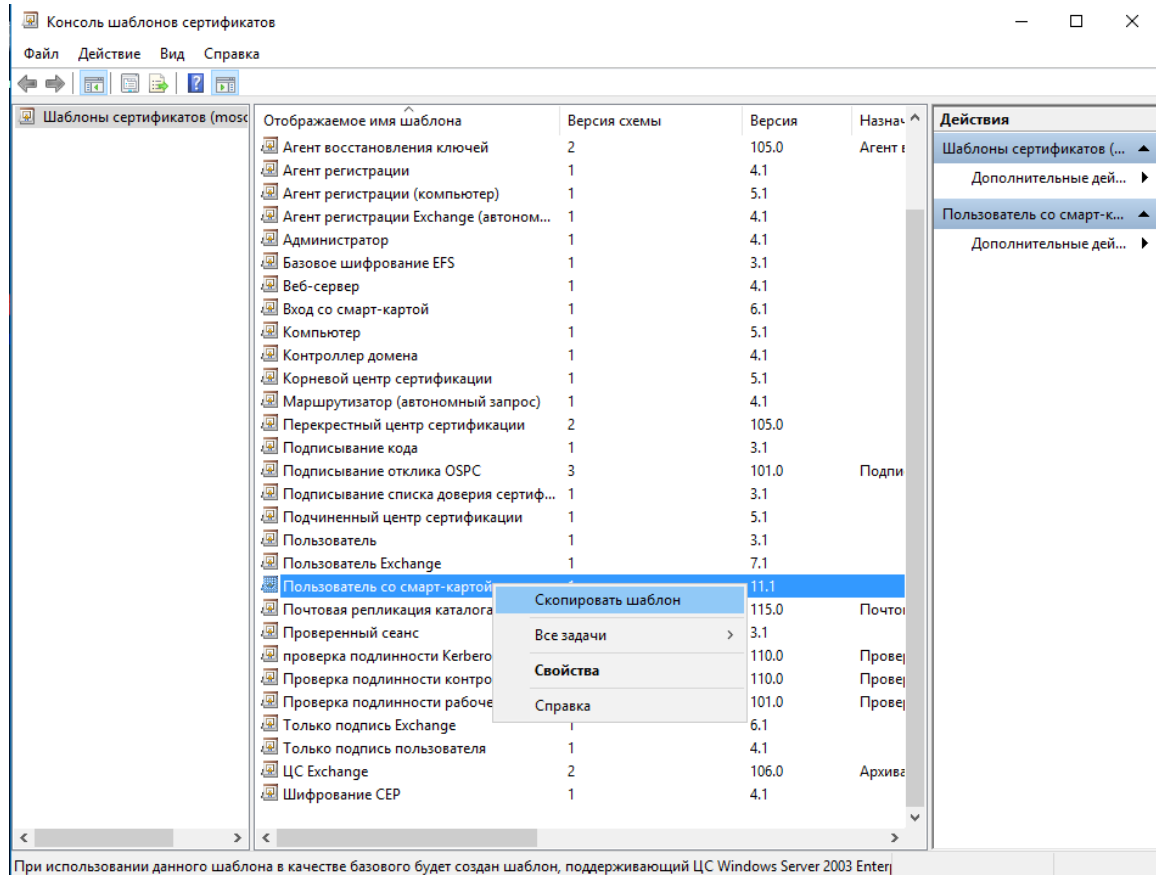 Консоль шаблонов сертификатов
Файл Действие Вид Справка
Шаблоны сертификатов (mosc
Отображаемое имя шаблона Версия схемы Версия Назнач
Агент восстановления ключей 2 105.0 Агент в
Агент регистрации 1 4.1
Агент регистрации (компьютер) 1 5.1
Агент регистрации Exchange (автоном... 1 4.1
Администратор 1 4.1
Базовое шифрование EFS 1 3.1
Веб-сервер 1 4.1
Вход со смарт-картой 1 6.1
Компьютер 1 5.1
Контроллер домена 1 4.1
Корневой центр сертификации 1 5.1
Маршрутизатор (автономный запрос) 1 4.1
Перекрестный центр сертификации 2 105.0
Подписывание кода 1 3.1
Подписывание отклика OSPC 3 101.0 Подпи
Подписывание списка доверия сертиф... 1 3.1
Подчиненный центр сертификации 1 5.1
Пользователь 1 3.1
Пользователь Exchange 1 7.1
Пользователь со смарт-картой 11.1
Почтовая репликация каталога 115.0 Почтов
Проверенный сеанс 3.1
проверка подлинности Kerbero 110.0 Провер
Проверка подлинности контро 110.0 Провер
Проверка подлинности рабоче 101.0 Провер
Только подпись Exchange 1 6.1
Только подпись пользователя 1 4.1
ЦС Exchange 2 106.0 Архива
Шифрование CEP 1 4.1
Скопировать шаблон
Все задачи
Свойства
Справка
Действия
Шаблоны сертификатов (...
Дополнительные дей...
Пользователь со смарт-к...
Дополнительные дей...
При использовании данного шаблона в качестве базового будет создан шаблон, поддерживающий ЦС Windows Server 2003 Enterp